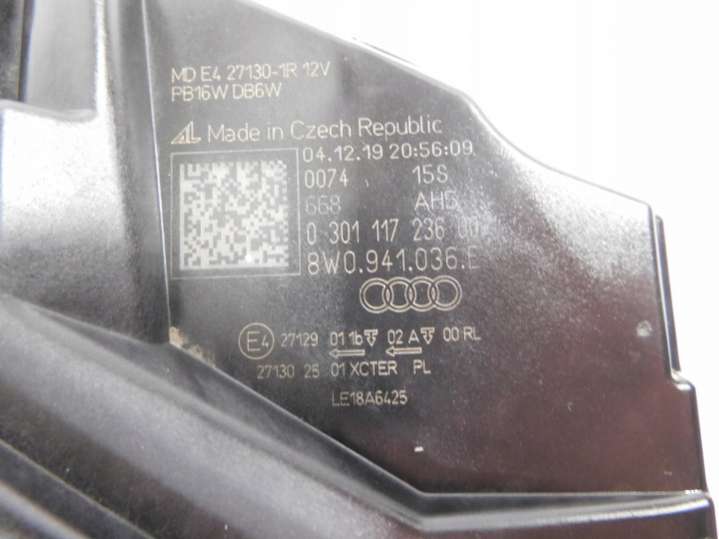 MD E4 27130-1R 12V
PB16W DB6W
AL Made in Czech Republic
04.12.19 20:56:09
0074 15S
668 AH5
0 301 117 236 00
8W0.941.036.E
E4 27129 01 1b 02 A 00 RL
27130 25 01 XCTER PL
LE18A6425